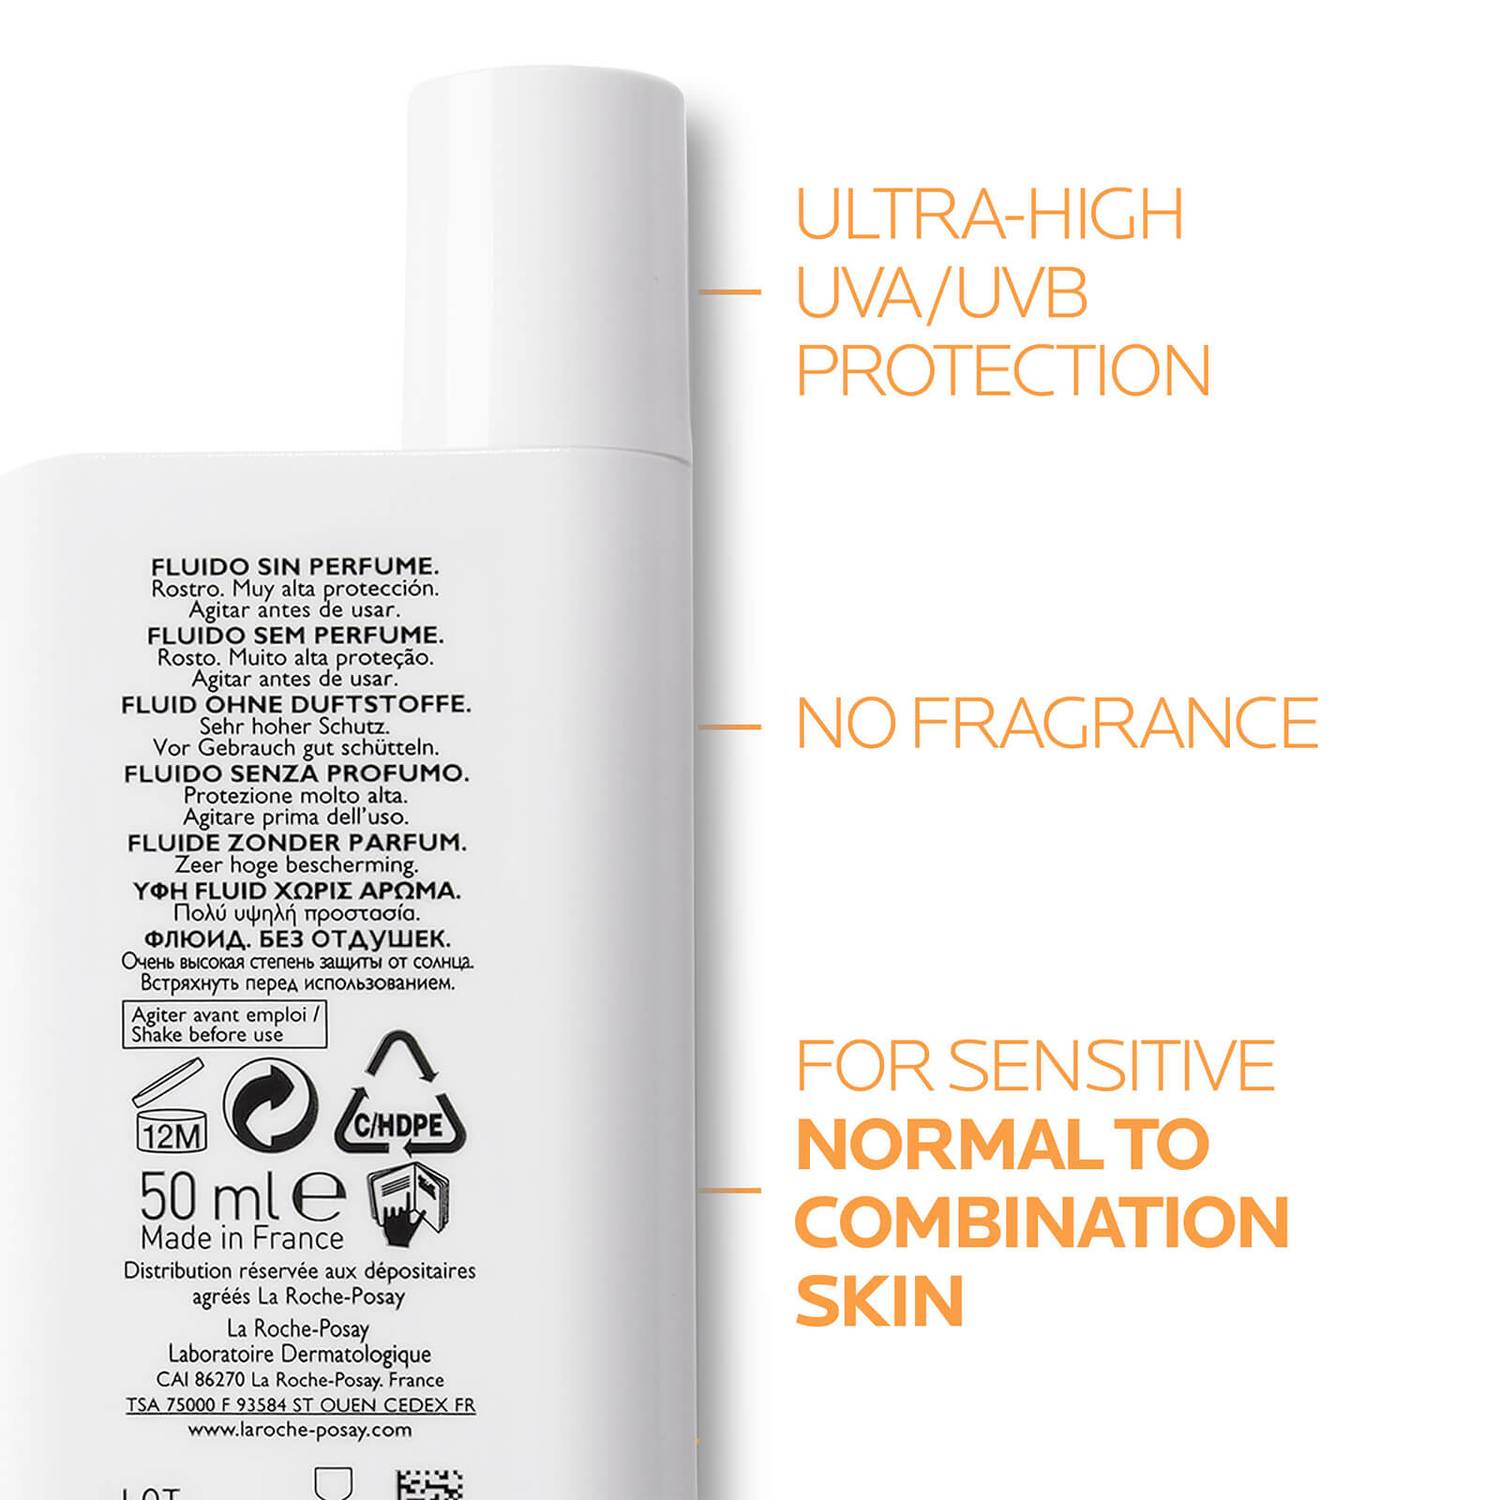 FLUIDO SIN PERFUME.
Rostro. Muy alta protección.
Agitar antes de usar.
FLUIDO SEM PERFUME.
Rosto. Muito alta proteção.
Agitar antes de usar.
FLUID OHNE DUFTSTOFFE.
Sehr hoher Schutz.
Vor Gebrauch gut schütteln.
FLUIDO SENZA PROFUMO.
Protezione molto alta.
Agitare prima dell'uso.
FLUIDE ZONDER PARFUM.
Zeer hoge bescherming.
ΥΦΗ FLUID ΧΩΡΙΣ ΑΡΩΜΑ.
Πολύ υψηλή προστασία.
ФЛЮИД. БЕЗ ОТДУШЕК.
Очень высокая степень защиты от солнца.
Встряхнуть перед использованием.
Agiter avant emploi /
Shake before use
12M
C/HDPE
50 ml e
Made in France
Distribution réservée aux dépositaires
agréés La Roche-Posay
La Roche-Posay
Laboratoire Dermatologique
CAI 86270 La Roche-Posay. France
TSA 75000 F 93584 ST OUEN CEDEX FR
www.laroche-posay.com
LOT
ULTRA-HIGH
UVA/UVB
PROTECTION
NO FRAGRANCE
FOR SENSITIVE
NORMAL TO
COMBINATION
SKIN